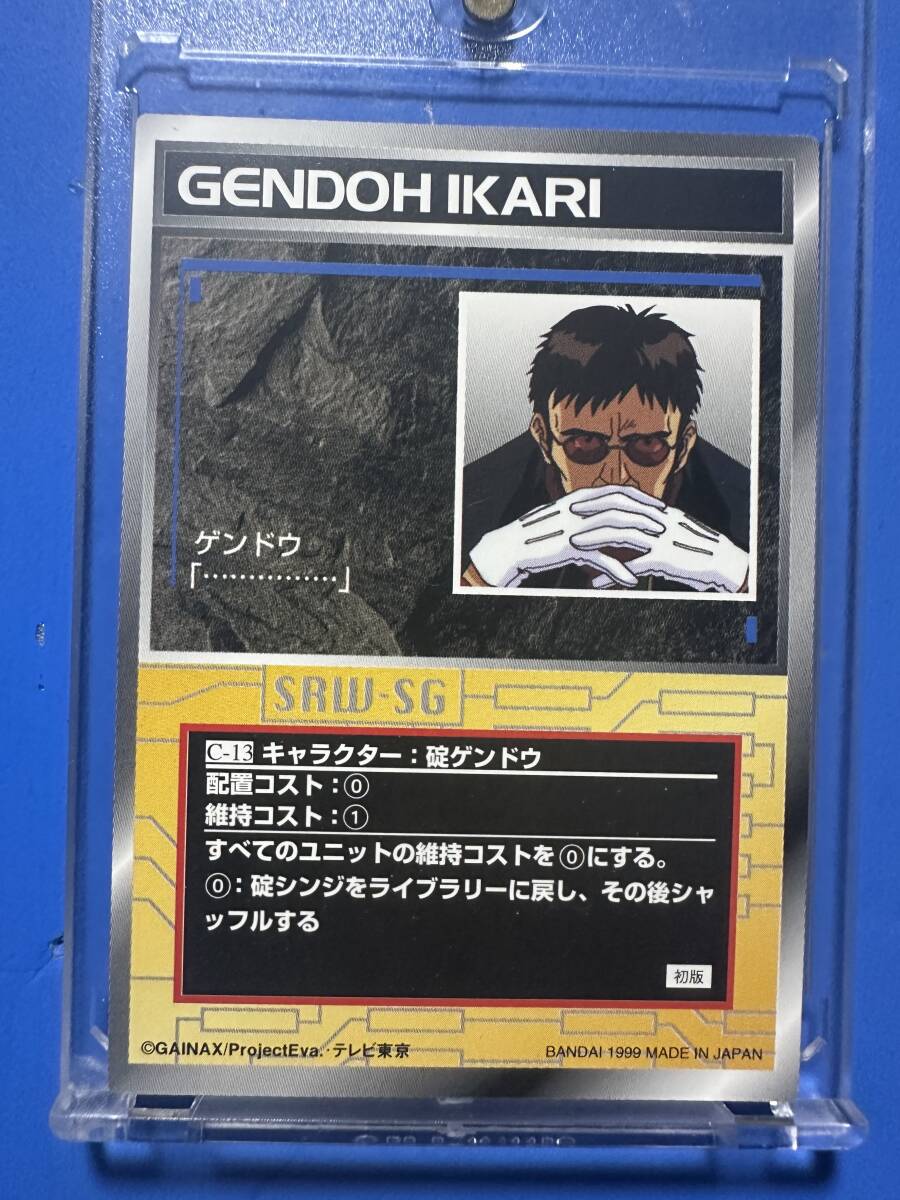 GENDOH IKARI
ゲンドウ
「……………」
SRW-SG
C-13 キャラクター：碇ゲンドウ
配置コスト：⓪
維持コスト：①
すべてのユニットの維持コストを⓪にする。
⓪：碇シンジをライブラリーに戻し、その後シャ
ッフルする
初版
©GAINAX/ProjectEva.・テレビ東京
BANDAI 1999 MADE IN JAPAN